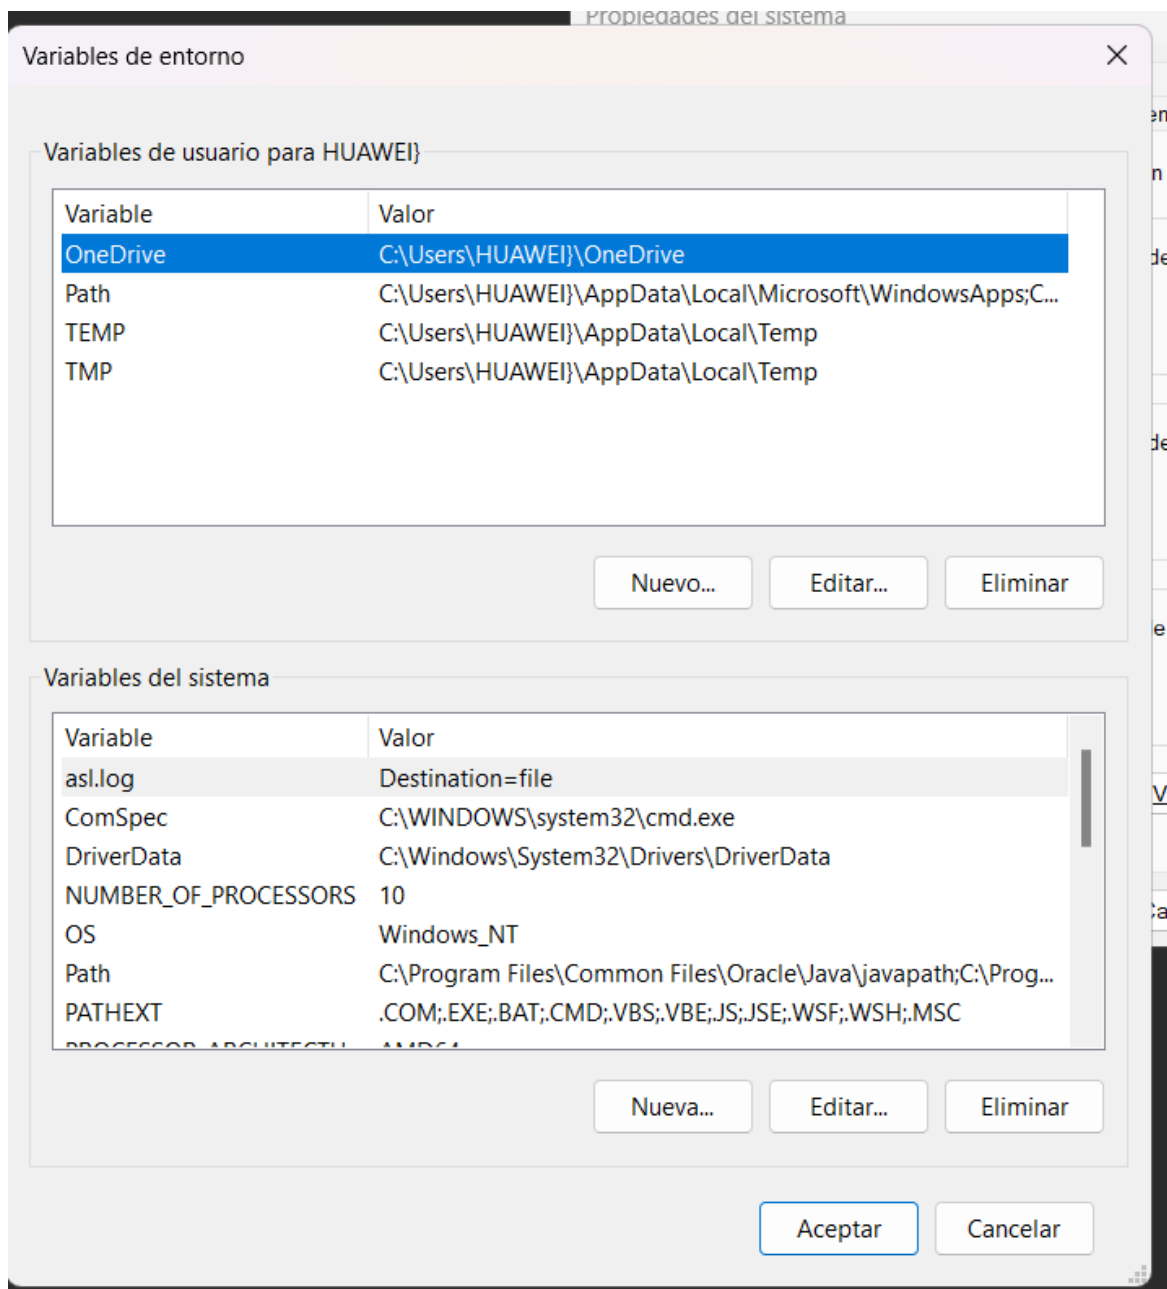 Propiedades del sistema
Variables de entorno
Variables de usuario para HUAWEI}
Variable Valor
OneDrive C:\Users\HUAWEI}\OneDrive
Path C:\Users\HUAWEI}\AppData\Local\Microsoft\WindowsApps;C...
TEMP C:\Users\HUAWEI}\AppData\Local\Temp
TMP C:\Users\HUAWEI}\AppData\Local\Temp
Nuevo... Editar... Eliminar
Variables del sistema
Variable Valor
asl.log Destination=file
ComSpec C:\WINDOWS\system32\cmd.exe
DriverData C:\Windows\System32\Drivers\DriverData
NUMBER_OF_PROCESSORS 10
OS Windows_NT
Path C:\Program Files\Common Files\Oracle\Java\javapath;C:\Prog...
PATHEXT .COM;.EXE;.BAT;.CMD;.VBS;.VBE;.JS;.JSE;.WSF;.WSH;.MSC
PROCESSOR_ARCHITECTU... AMD64
Nueva... Editar... Eliminar
Aceptar Cancelar